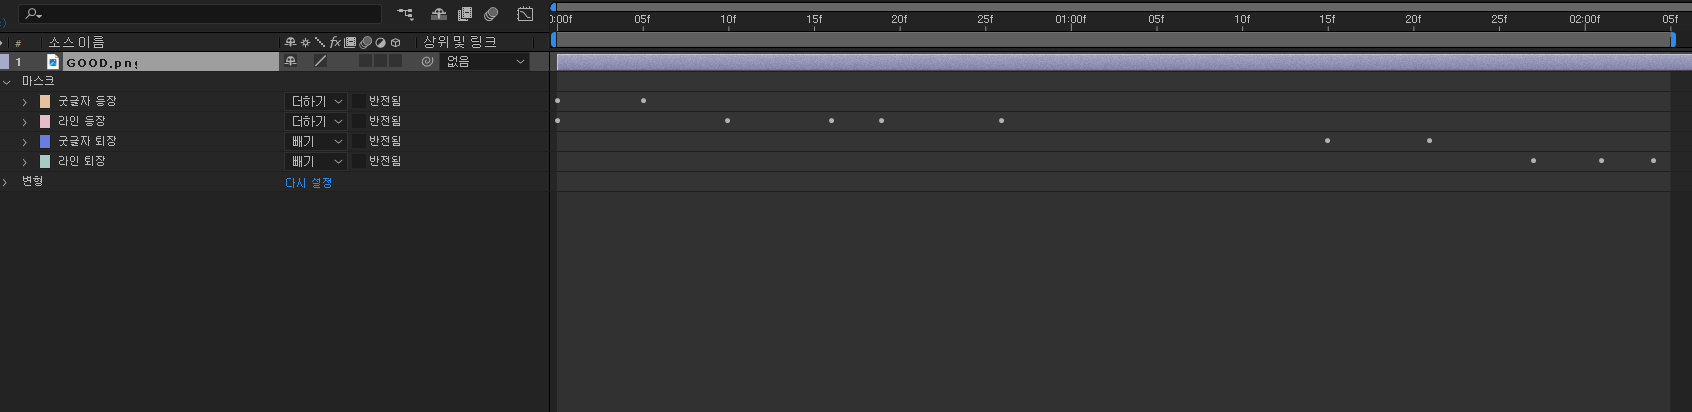 0:00f 05f 10f 15f 20f 25f 01:00f 05f 10f 15f 20f 25f 02:00f 05f
# 소스 이름 fx 상위 및 링크
1 GOOD.png 없음
마스크
굿글자 등장 더하기 반전됨
라인 등장 더하기 반전됨
굿글자 퇴장 빼기 반전됨
라인 퇴장 빼기 반전됨
변형 다시 설정